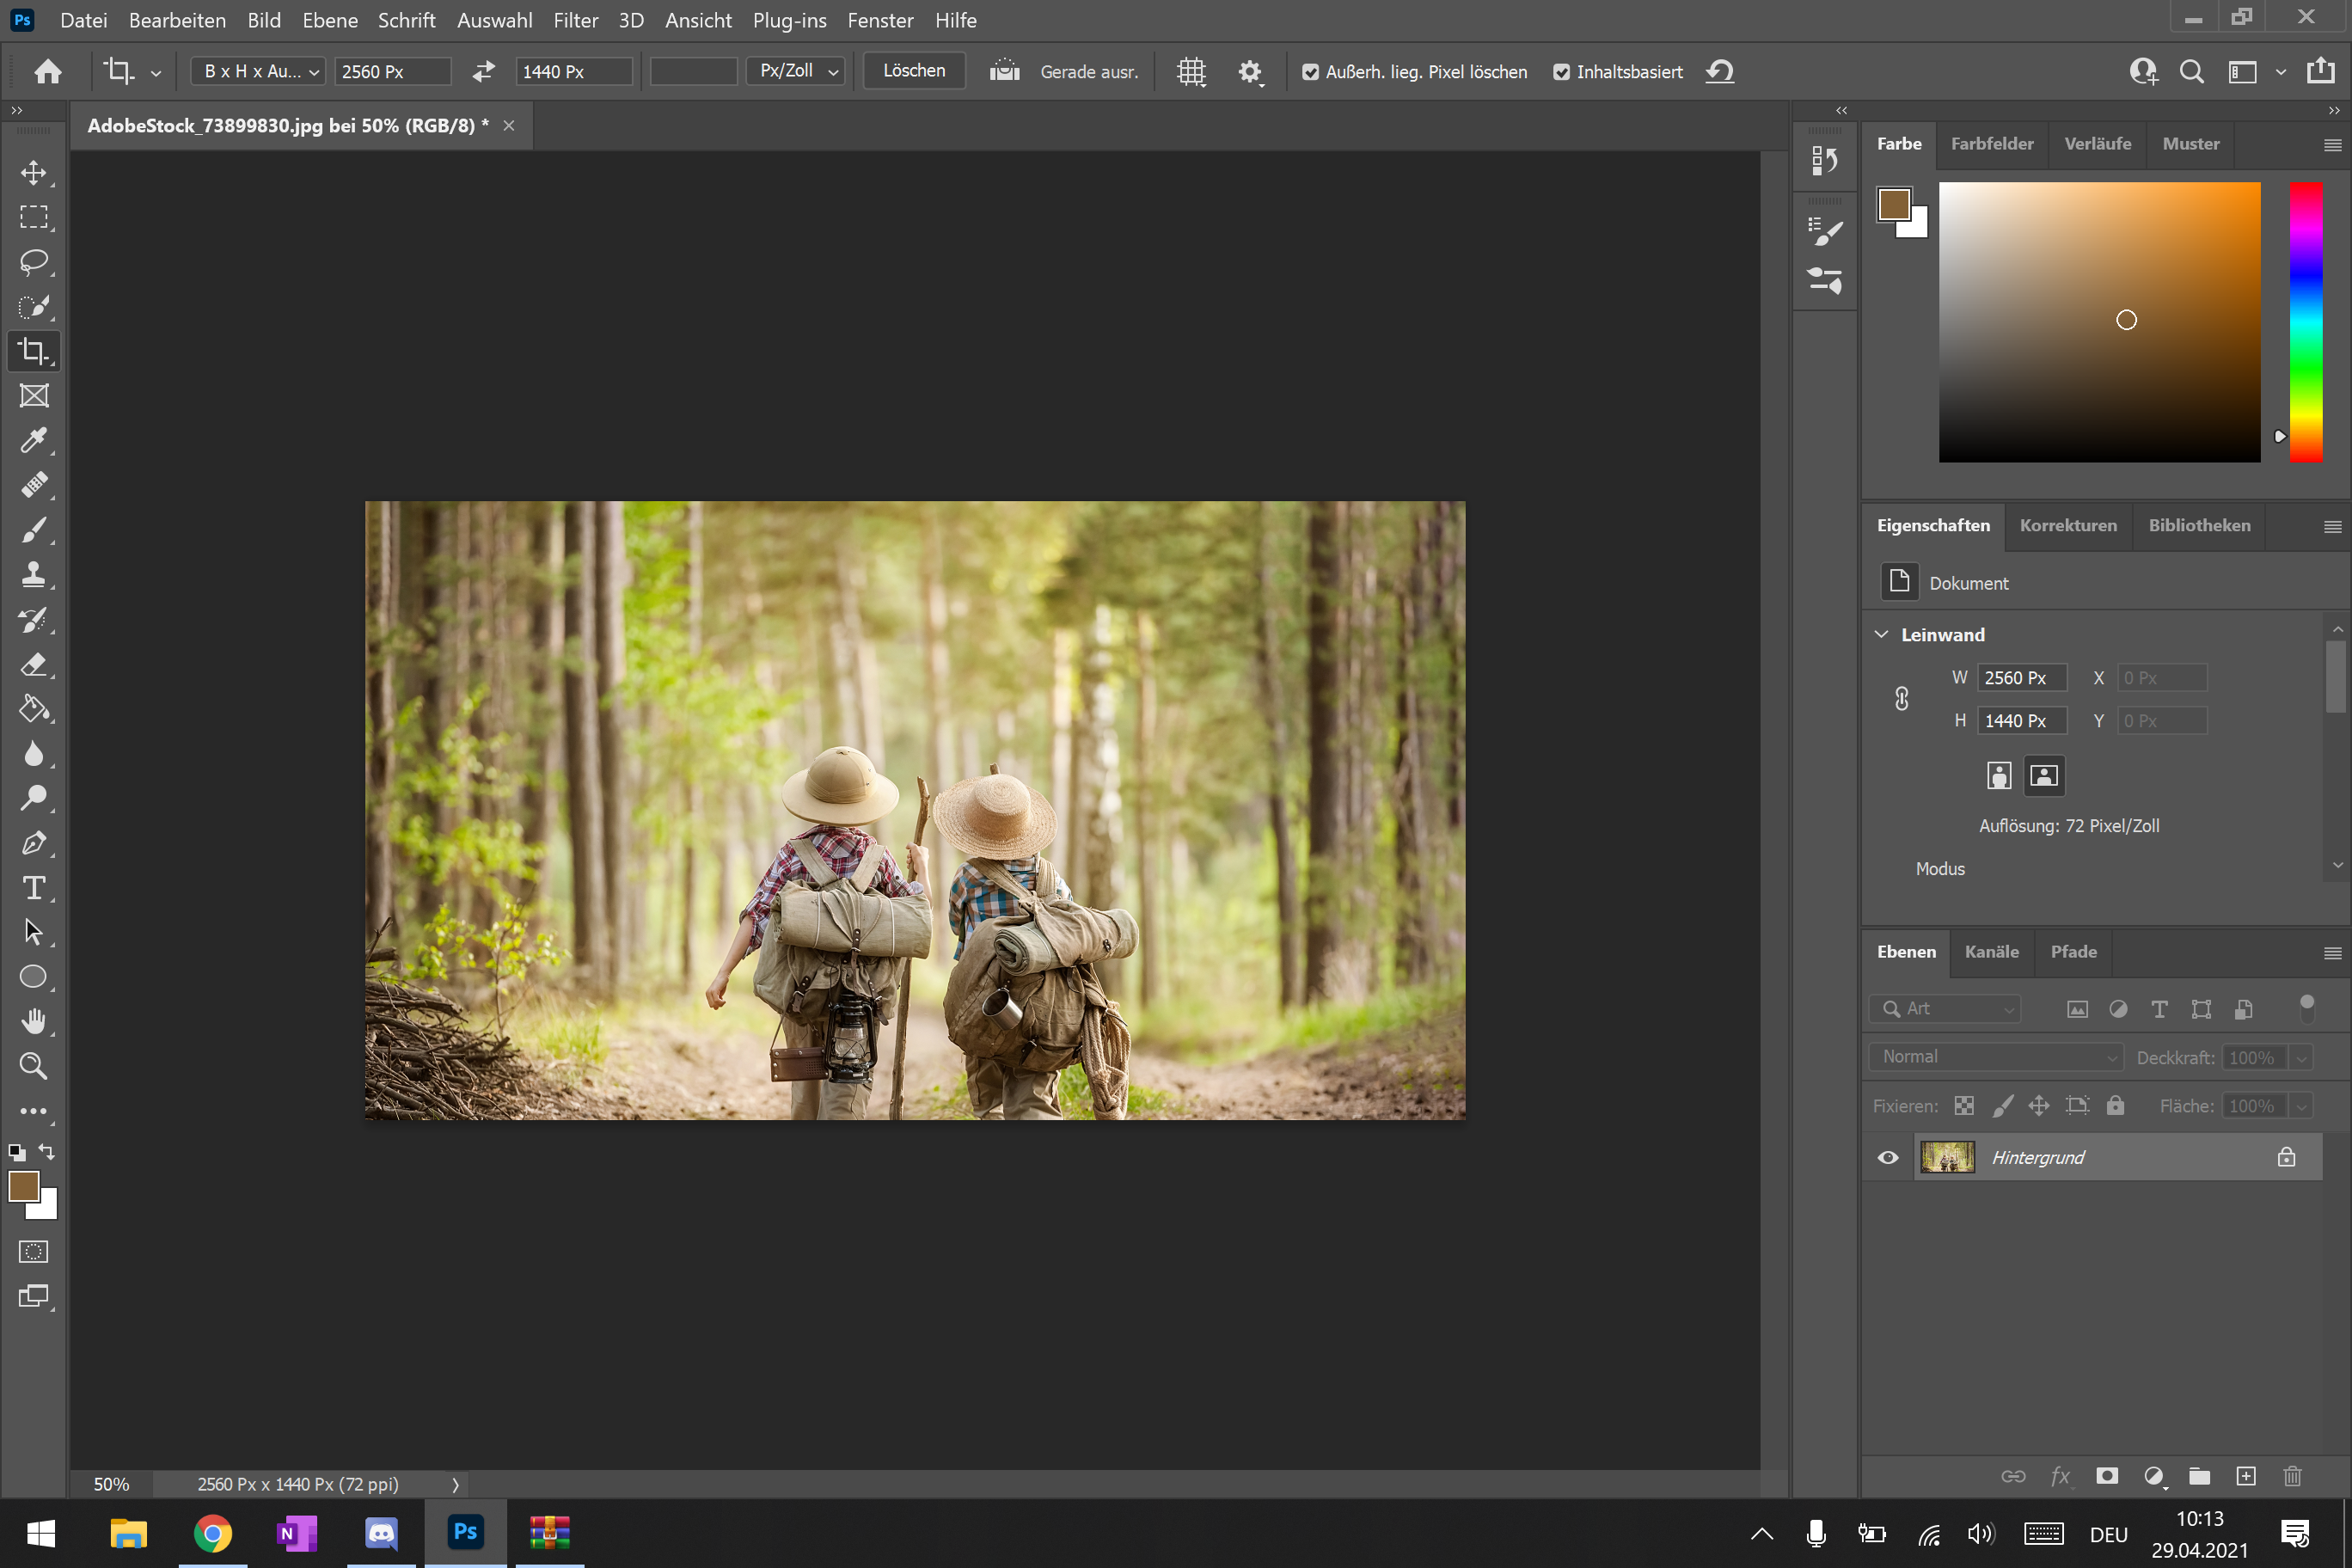 Ps Datei Bearbeiten Bild Ebene Schrift Auswahl Filter 3D Ansicht Plug-ins Fenster Hilfe
B x H x Au... 2560 Px 1440 Px Px/Zoll Löschen Gerade ausr. Außerh. lieg. Pixel löschen Inhaltsbasiert
AdobeStock_73899830.jpg bei 50% (RGB/8) *
Farbe Farbfelder Verläufe Muster
Eigenschaften Korrekturen Bibliotheken
Dokument
Leinwand
W 2560 Px X 0 Px
H 1440 Px Y 0 Px
Auflösung: 72 Pixel/Zoll
Modus
Ebenen Kanäle Pfade
Art
Normal Deckkraft: 100%
Fixieren: Fläche: 100%
Hintergrund
fx
50% 2560 Px x 1440 Px (72 ppi)
N Ps DEU 10:13
29.04.2021